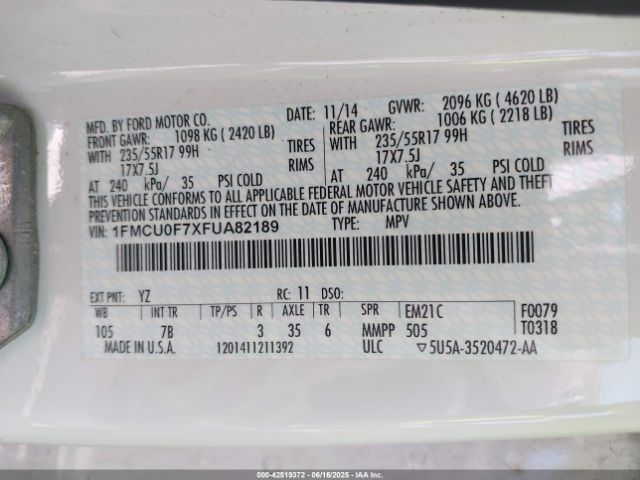 MFD. BY FORD MOTOR CO.
DATE: 11/14 GVWR: 2096 KG ( 4620 LB)
FRONT GAWR: 1098 KG ( 2420 LB) REAR GAWR: 1006 KG ( 2218 LB)
WITH 235/55R17 99H TIRES WITH 235/55R17 99H TIRES
17X7.5J RIMS 17X7.5J RIMS
AT 240 kPa/ 35 PSI COLD AT 240 kPa/ 35 PSI COLD
THIS VEHICLE CONFORMS TO ALL APPLICABLE FEDERAL MOTOR VEHICLE SAFETY AND THEFT
PREVENTION STANDARDS IN EFFECT ON THE DATE OF MANUFACTURE SHOWN ABOVE.
VIN: 1FMCU0F7XFUA82189 TYPE: MPV
EXT PNT: YZ RC: 11 DSO:
WB INT TR TP/PS R AXLE TR SPR EM21C F0079
105 7B 3 35 6 MMPP 505 T0318
MADE IN U.S.A. 1201411211392 ULC ▽5U5A-3520472-AA
000-42519372 - 06/16/2025 - IAA Inc.